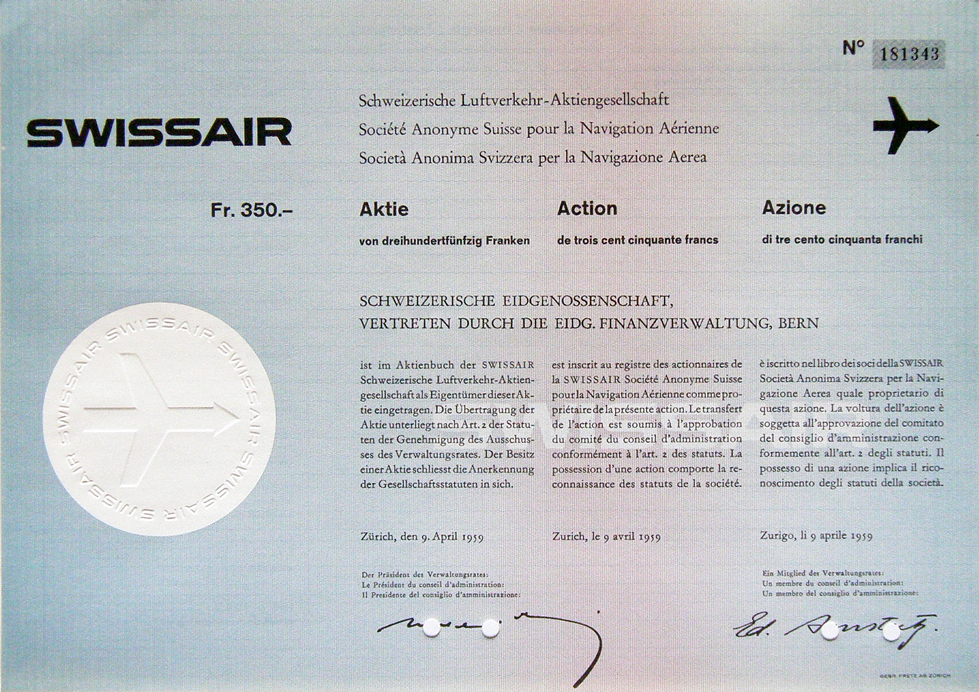 Nº 181343
SWISSAIR
Schweizerische Luftverkehr-Aktiengesellschaft
Société Anonyme Suisse pour la Navigation Aérienne
Società Anonima Svizzera per la Navigazione Aerea
Fr. 350.–
Aktie
von dreihundertfünfzig Franken
Action
de trois cent cinquante francs
Azione
di tre cento cinquanta franchi
SCHWEIZERISCHE EIDGENOSSENSCHAFT,
VERTRETEN DURCH DIE EIDG. FINANZVERWALTUNG, BERN
SWISSAIR SWISSAIR SWISSAIR SWISSAIR SWISSAIR SWISSAIR
ist im Aktienbuch der SWISSAIR
Schweizerische Luftverkehr-Aktien-
gesellschaft als Eigentümer dieser Ak-
tie eingetragen. Die Übertragung der
Aktie unterliegt nach Art. 2 der Statu-
ten der Genehmigung des Ausschus-
ses des Verwaltungsrates. Der Besitz
einer Aktie schliesst die Anerkennung
der Gesellschaftsstatuten in sich.
est inscrit au registre des actionnaires de
la SWISSAIR Société Anonyme Suisse
pour la Navigation Aérienne comme pro-
priétaire de la présente action. Le transfert
de l'action est soumis à l'approbation
du comité du conseil d'administration
conformément à l'art. 2 des statuts. La
possession d'une action comporte la re-
connaissance des statuts de la société.
è iscritto nel libro dei soci della SWISSAIR
Società Anonima Svizzera per la Navi-
gazione Aerea quale proprietario di
questa azione. La voltura dell'azione è
soggetta all'approvazione del comitato
del consiglio d'amministrazione con-
formemente all'art. 2 degli statuti. Il
possesso di una azione implica il rico-
noscimento degli statuti della società.
Zürich, den 9. April 1959
Zurich, le 9 avril 1959
Zurigo, li 9 aprile 1959
Der Präsident des Verwaltungsrates:
Le Président du conseil d'administration:
Il Presidente del consiglio d'amministrazione:
Ein Mitglied des Verwaltungsrates:
Un membre du conseil d'administration:
Un membro del consiglio d'amministrazione:
Ed.
GEBR. FRETZ AG ZÜRICH